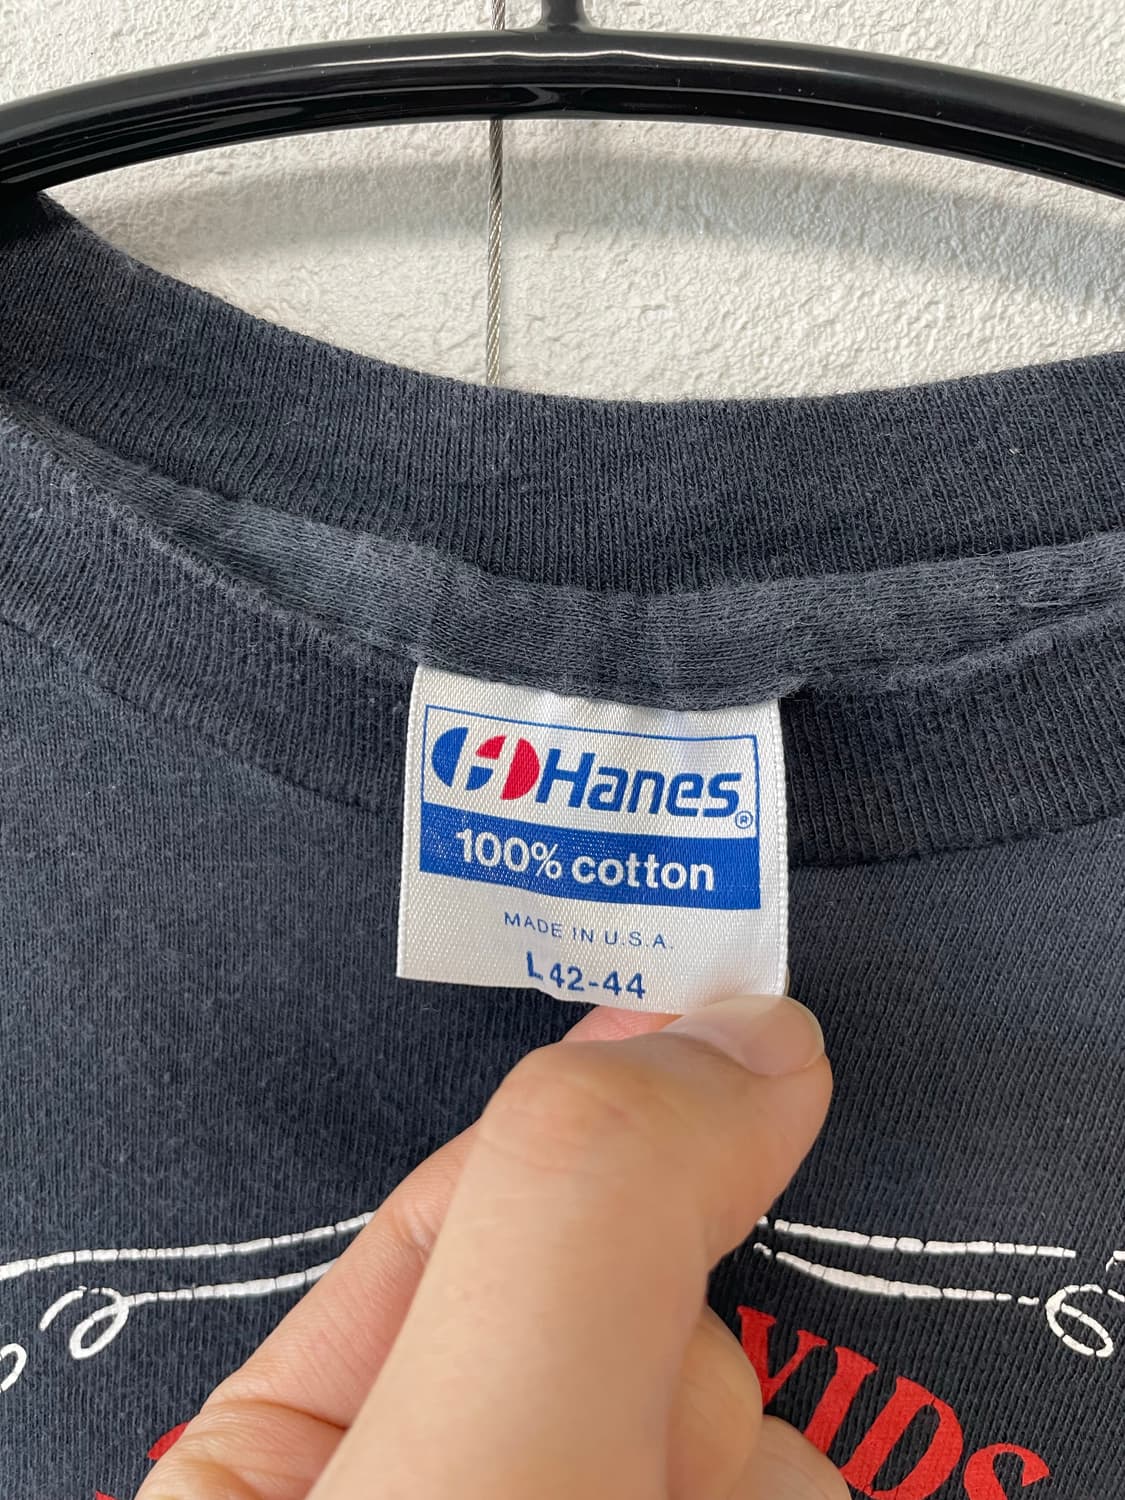 Hanes®
100% cotton
MADE IN U.S.A.
L 42-44